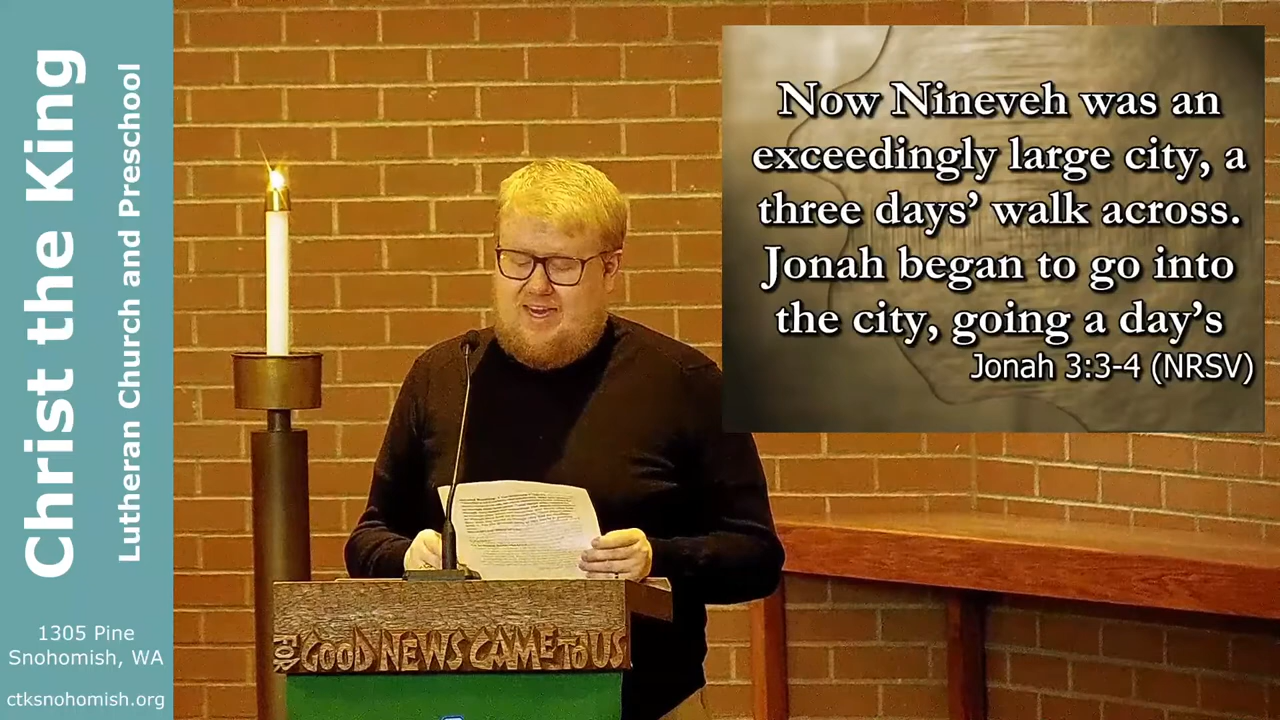 Christ the King
Lutheran Church and Preschool
1305 Pine
Snohomish, WA
ctksnohomish.org
Now Nineveh was an
exceedingly large city, a
three days’ walk across.
Jonah began to go into
the city, going a day’s
Jonah 3:3-4 (NRSV)
FOR GOOD NEWS CAME TO US